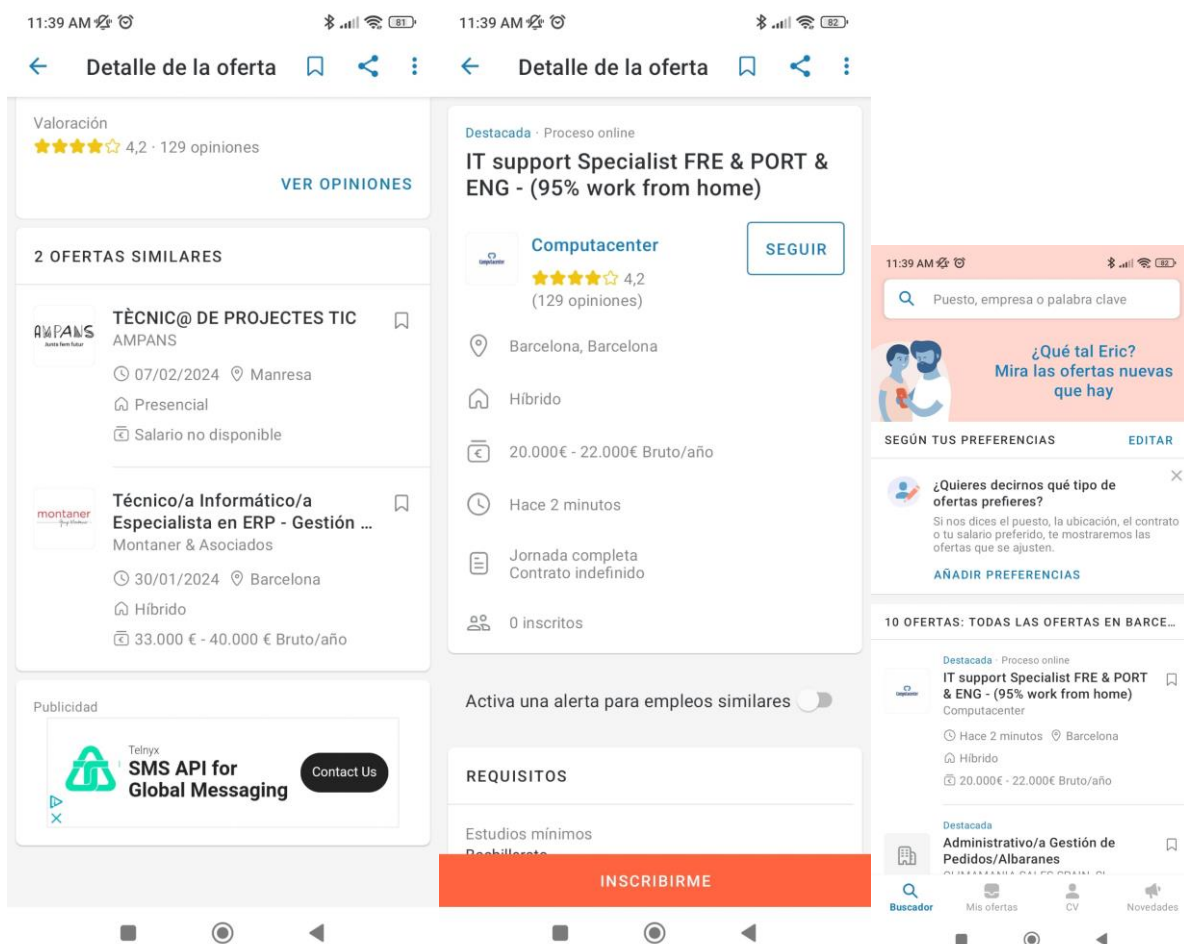 11:39 AM
81
Detalle de la oferta
Valoración
4,2 · 129 opiniones
VER OPINIONES
2 OFERTAS SIMILARES
AMPANS
Junts fem futur
TÈCNIC@ DE PROJECTES TIC
AMPANS
07/02/2024 Manresa
Presencial
Salario no disponible
montaner
Técnico/a Informático/a
Especialista en ERP - Gestión ...
Montaner & Asociados
30/01/2024 Barcelona
Híbrido
33.000 € - 40.000 € Bruto/año
Publicidad
Telnyx
SMS API for
Global Messaging
Contact Us
11:39 AM
82
Detalle de la oferta
Destacada · Proceso online
IT support Specialist FRE & PORT &
ENG - (95% work from home)
Computacenter
Computacenter
SEGUIR
4,2
(129 opiniones)
Barcelona, Barcelona
Híbrido
20.000€ - 22.000€ Bruto/año
Hace 2 minutos
Jornada completa
Contrato indefinido
0 inscritos
Activa una alerta para empleos similares
REQUISITOS
Estudios mínimos
Bachillerato
INSCRIBIRME
11:39 AM
82
Puesto, empresa o palabra clave
¿Qué tal Eric?
Mira las ofertas nuevas
que hay
SEGÚN TUS PREFERENCIAS
EDITAR
¿Quieres decirnos qué tipo de
ofertas prefieres?
Si nos dices el puesto, la ubicación, el contrato
o tu salario preferido, te mostraremos las
ofertas que se ajusten.
AÑADIR PREFERENCIAS
10 OFERTAS: TODAS LAS OFERTAS EN BARCE...
Destacada · Proceso online
IT support Specialist FRE & PORT
& ENG - (95% work from home)
Computacenter
Computacenter
Hace 2 minutos Barcelona
Híbrido
20.000€ - 22.000€ Bruto/año
Destacada
Administrativo/a Gestión de
Pedidos/Albaranes
Buscador
Mis ofertas
CV
Novedades